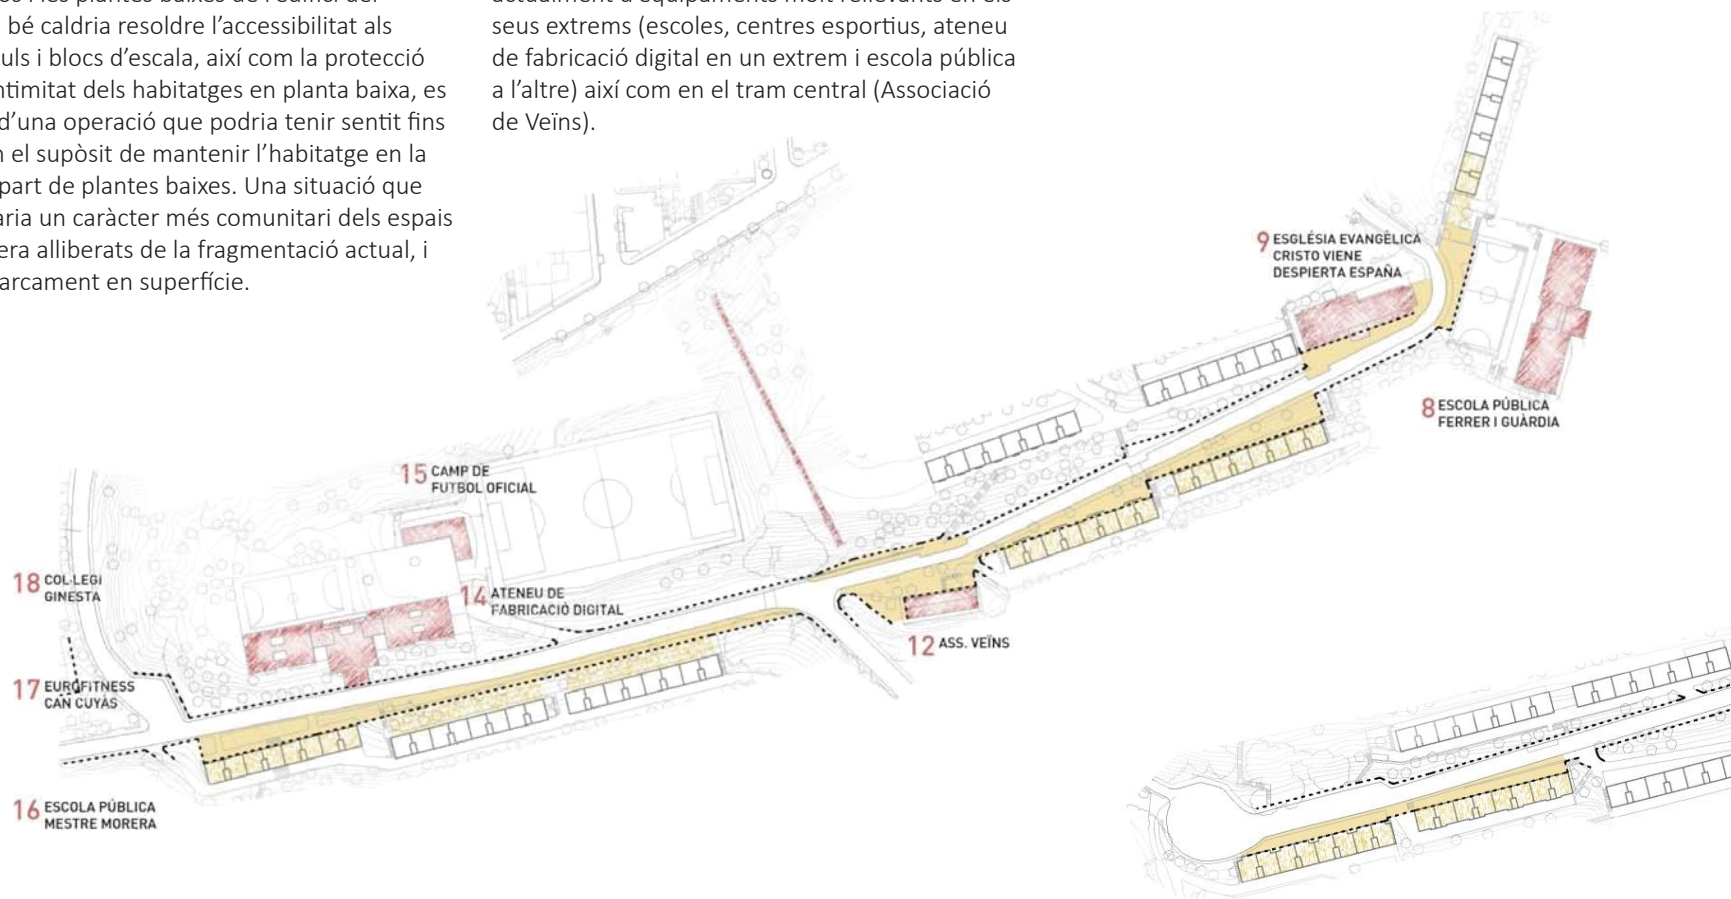 bé caldria resoldre l’accessibilitat als
i blocs d’escala, així com la protecció
dels habitatges en planta baixa, es
d’una operació que podria tenir sentit fins
el supòsit de mantenir l’habitatge en la
part de plantes baixes. Una situació que
un caràcter més comunitari dels espais
alliberats de la fragmentació actual, i
en superfície.
seus extrems (escoles, centres esportius, ateneu
de fabricació digital en un extrem i escola pública
a l’altre) així com en el tram central (Associació
de Veïns).
9 ESGLÉSIA EVANGÈLICA
CRISTO VIENE
DESPIERTA ESPAÑA
8 ESCOLA PÚBLICA
FERRER I GUÀRDIA
15 CAMP DE
FUTBOL OFICIAL
18 COL·LEGI
GINESTA
14 ATENEU DE
FABRICACIÓ DIGITAL
12 ASS. VEÏNS
17 EUROFITNESS
CAN CUYÀS
16 ESCOLA PÚBLICA
MESTRE MORERA